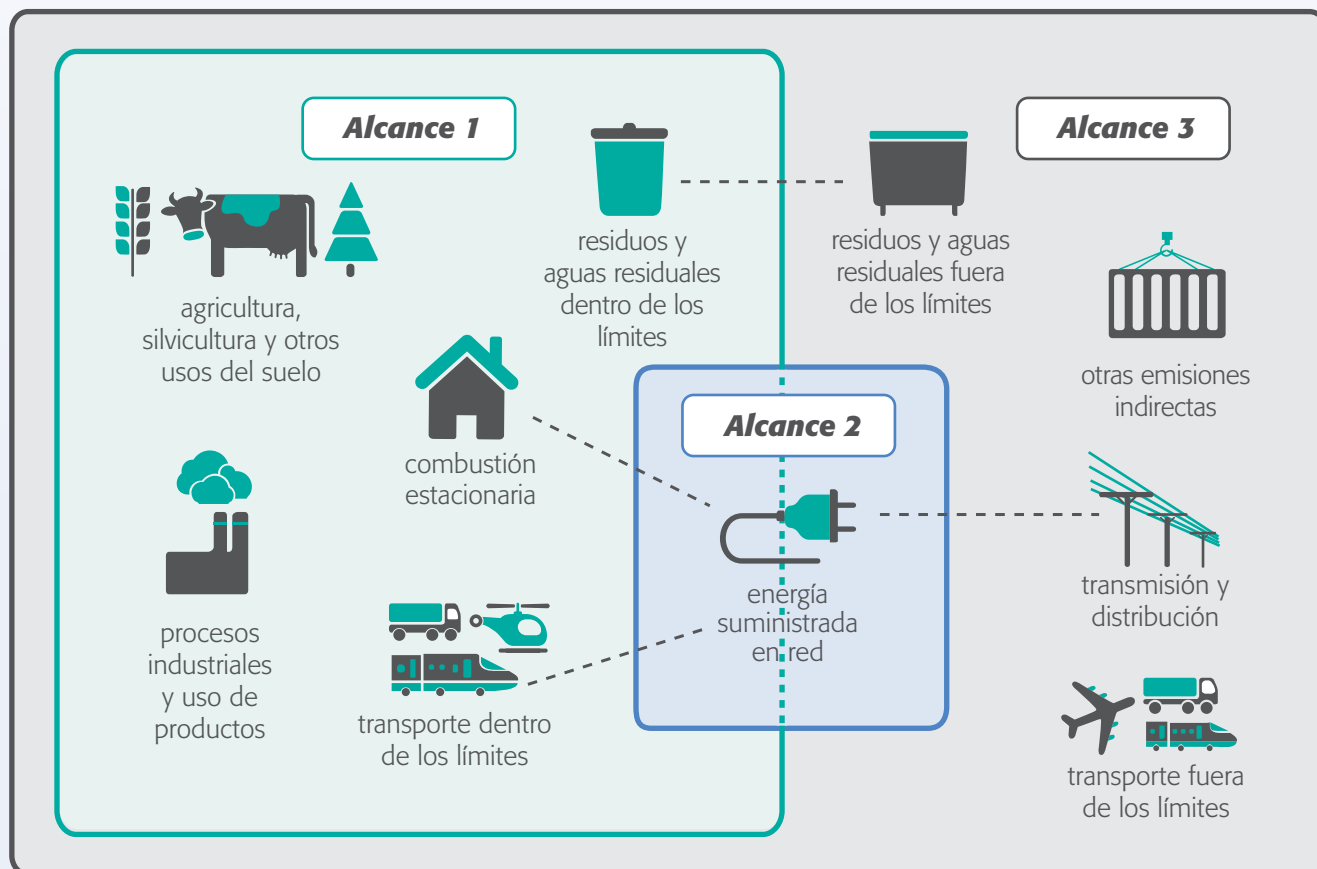 Alcance 1
agricultura,
silvicultura y otros
usos del suelo
residuos y
aguas residuales
dentro de los
límites
combustión
estacionaria
procesos
industriales
y uso de
productos
transporte dentro
de los límites
Alcance 2
energía
suministrada
en red
Alcance 3
residuos y aguas
residuales fuera
de los límites
otras emisiones
indirectas
transmisión y
distribución
transporte fuera
de los límites